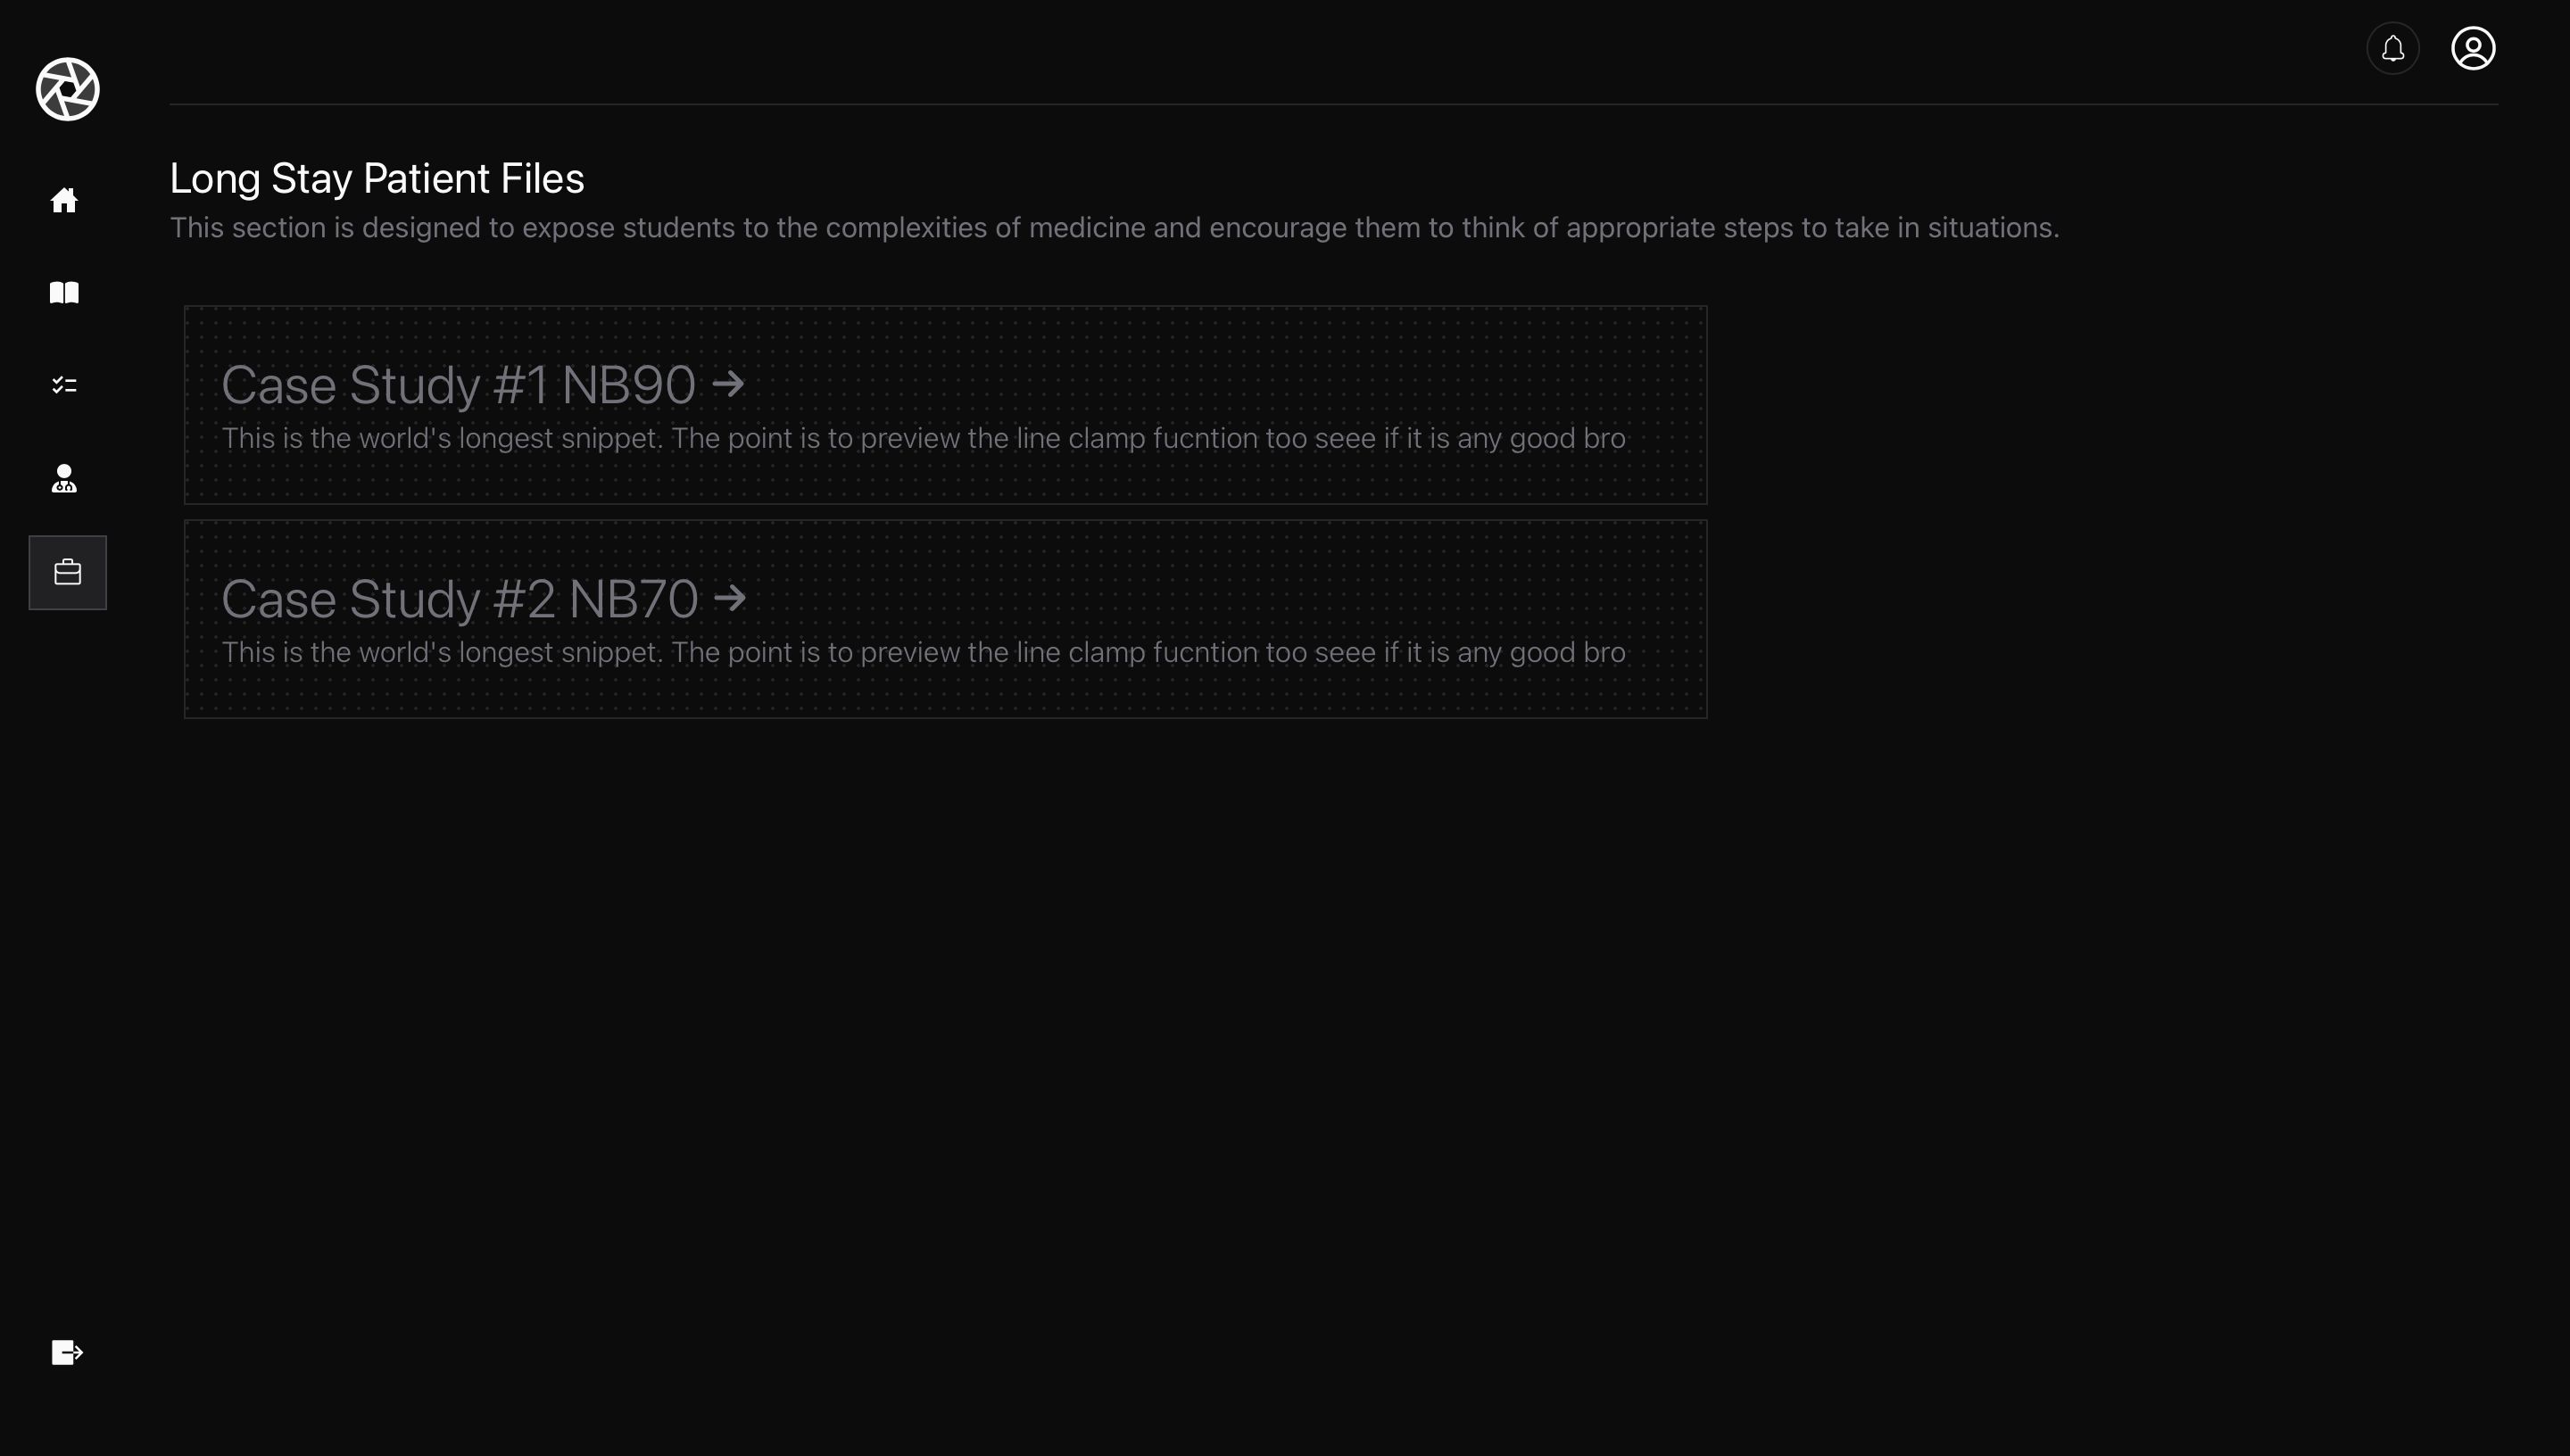 Long Stay Patient Files
This section is designed to expose students to the complexities of medicine and encourage them to think of appropriate steps to take in situations.
Case Study #1 NB90 →
This is the world's longest snippet. The point is to preview the line clamp fucntion too seee if it is any good bro
Case Study #2 NB70 →
This is the world's longest snippet. The point is to preview the line clamp fucntion too seee if it is any good bro